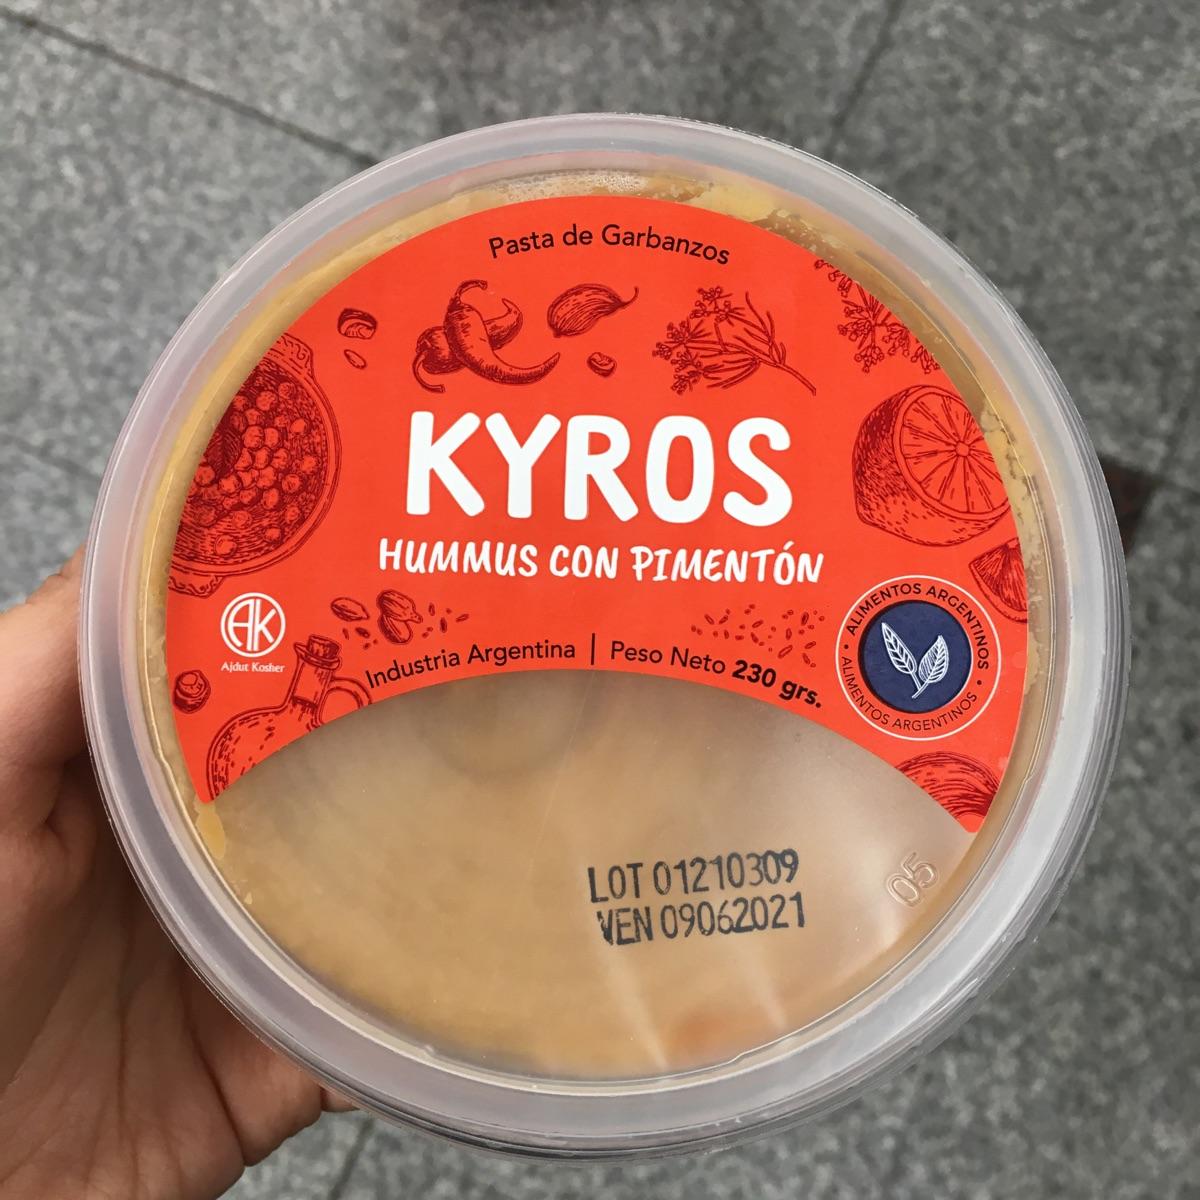 Pasta de Garbanzos
KYROS
HUMMUS CON PIMENTÓN
AK
Ajdut Kosher
Industria Argentina | Peso Neto 230 grs.
ALIMENTOS ARGENTINOS •
ALIMENTOS ARGENTINOS •
LOT 01210309
VEN 09062021
05